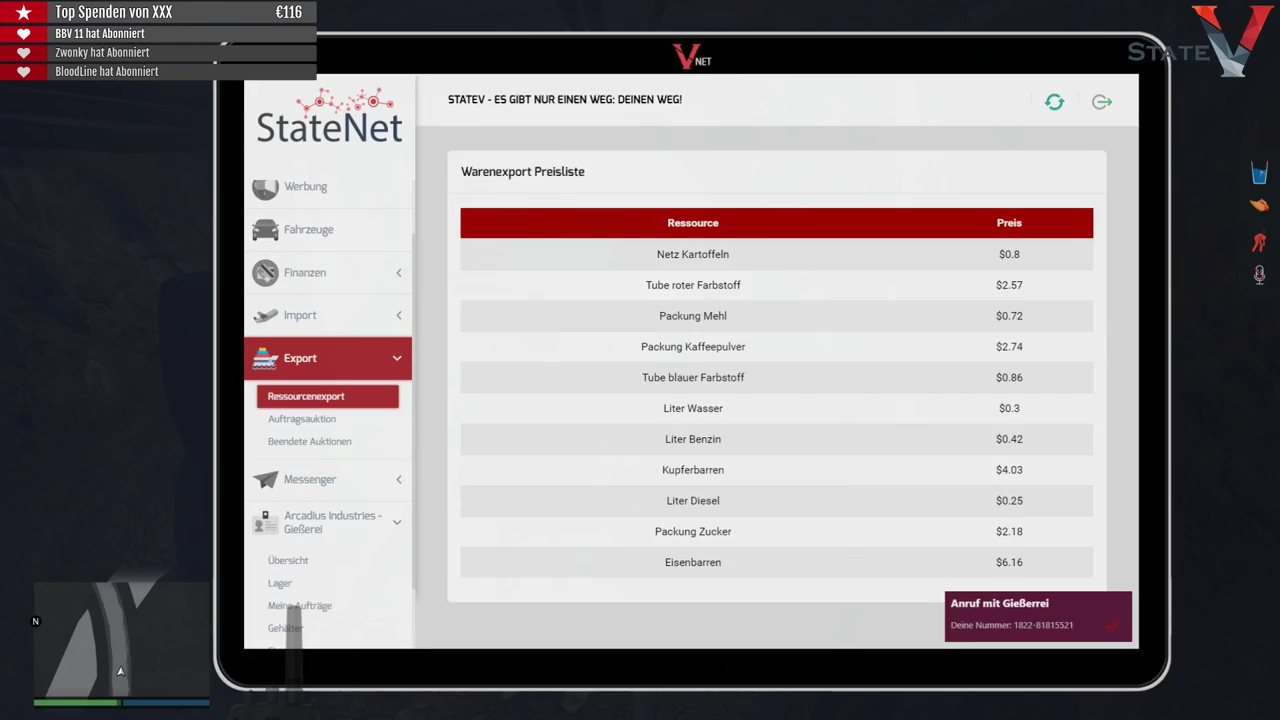 Top Spenden von XXX €116
BBV 11 hat Abonniert
Zwonky hat Abonniert
BloodLine hat Abonniert
V NET
STATE V
StateNet
STATEV - ES GIBT NUR EINEN WEG: DEINEN WEG!
Werbung
Fahrzeuge
Finanzen
Import
Export
Ressourcenexport
Auftragsauktion
Beendete Auktionen
Messenger
Arcadius Industries -
Gießerei
Übersicht
Lager
Meine Aufträge
Gehälter
Warenexport Preisliste
Ressource Preis
Netz Kartoffeln $0.8
Tube roter Farbstoff $2.57
Packung Mehl $0.72
Packung Kaffeepulver $2.74
Tube blauer Farbstoff $0.86
Liter Wasser $0.3
Liter Benzin $0.42
Kupferbarren $4.03
Liter Diesel $0.25
Packung Zucker $2.18
Eisenbarren $6.16
Anruf mit Gießerrei
Deine Nummer: 1822-81815521
N